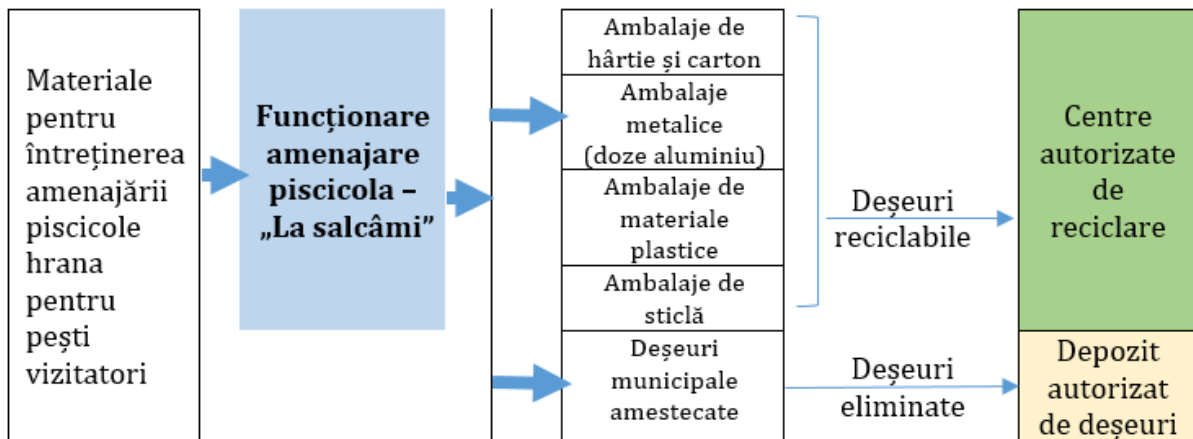 Materiale
pentru
întreținerea
amenajării
piscicole
hrana
pentru
pești
vizitatori
Funcționare
amenajare
piscicola –
„La salcâmi”
Ambalaje de
hârtie și carton
Ambalaje
metalice
(doze aluminiu)
Ambalaje de
materiale
plastice
Ambalaje de
sticlă
Deșeuri
municipale
amestecate
Deșeuri
reciclabile
Deșeuri
eliminate
Centre
autorizate
de
reciclare
Depozit
autorizat
de deșeuri